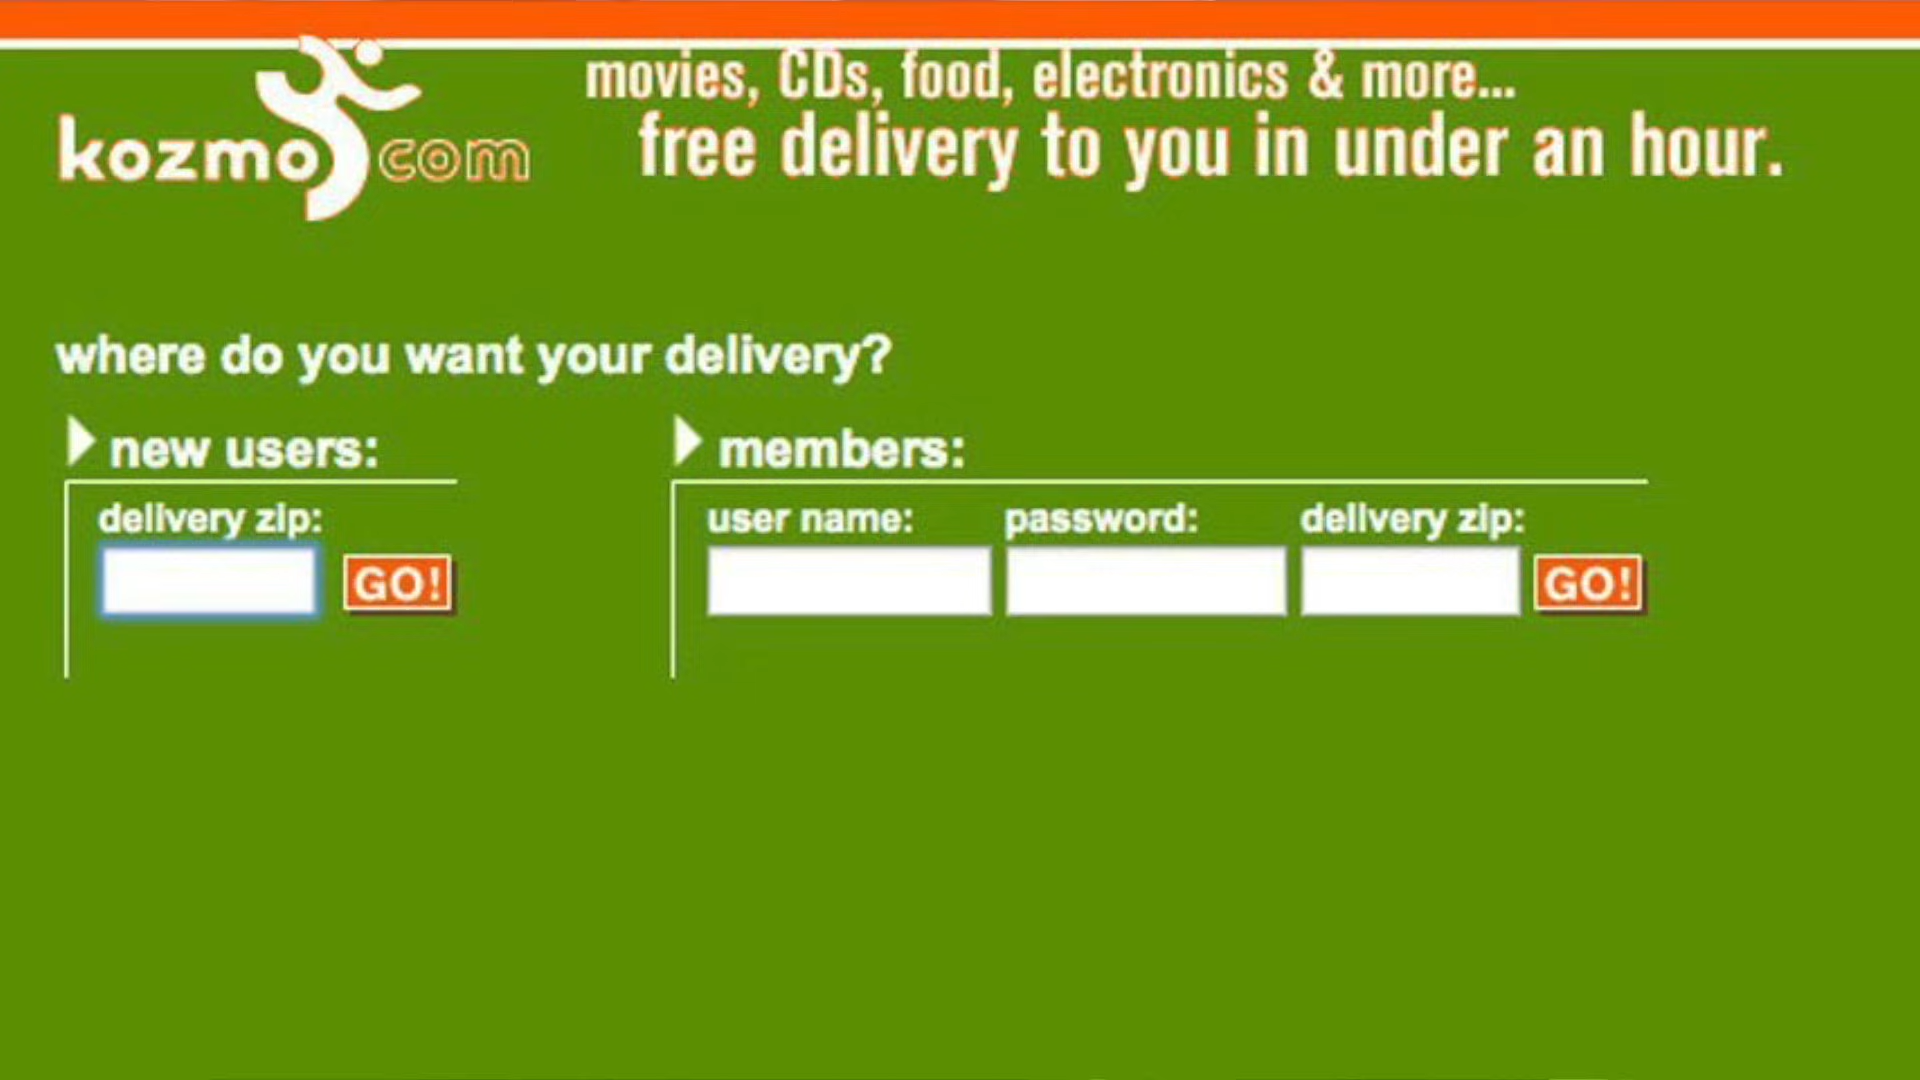 kozmo com
movies, CDs, food, electronics & more...
free delivery to you in under an hour.
where do you want your delivery?
new users:
delivery zip:
GO!
members:
user name: password: delivery zip:
GO!